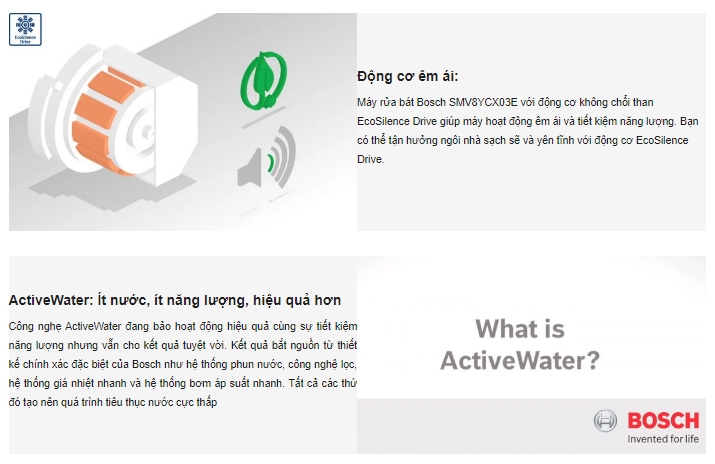 EcoSilence
Drive
Động cơ êm ái:
Máy rửa bát Bosch SMV8YCX03E với động cơ không chổi than
EcoSilence Drive giúp máy hoạt động êm ái và tiết kiệm năng lượng. Bạn
có thể tận hưởng ngôi nhà sạch sẽ và yên tĩnh với động cơ EcoSilence
Drive.
ActiveWater: Ít nước, ít năng lượng, hiệu quả hơn
Công nghệ ActiveWater đang bảo hoạt động hiệu quả cùng sự tiết kiệm
năng lượng nhưng vẫn cho kết quả tuyệt vời. Kết quả bắt nguồn từ thiết
kế chính xác đặc biệt của Bosch như hệ thống phun nước, công nghệ lọc,
hệ thống giá nhiệt nhanh và hệ thống bơm áp suất nhanh. Tất cả các thứ
đó tạo nên quá trình tiêu thục nước cực thấp
What is
ActiveWater?
BOSCH
Invented for life